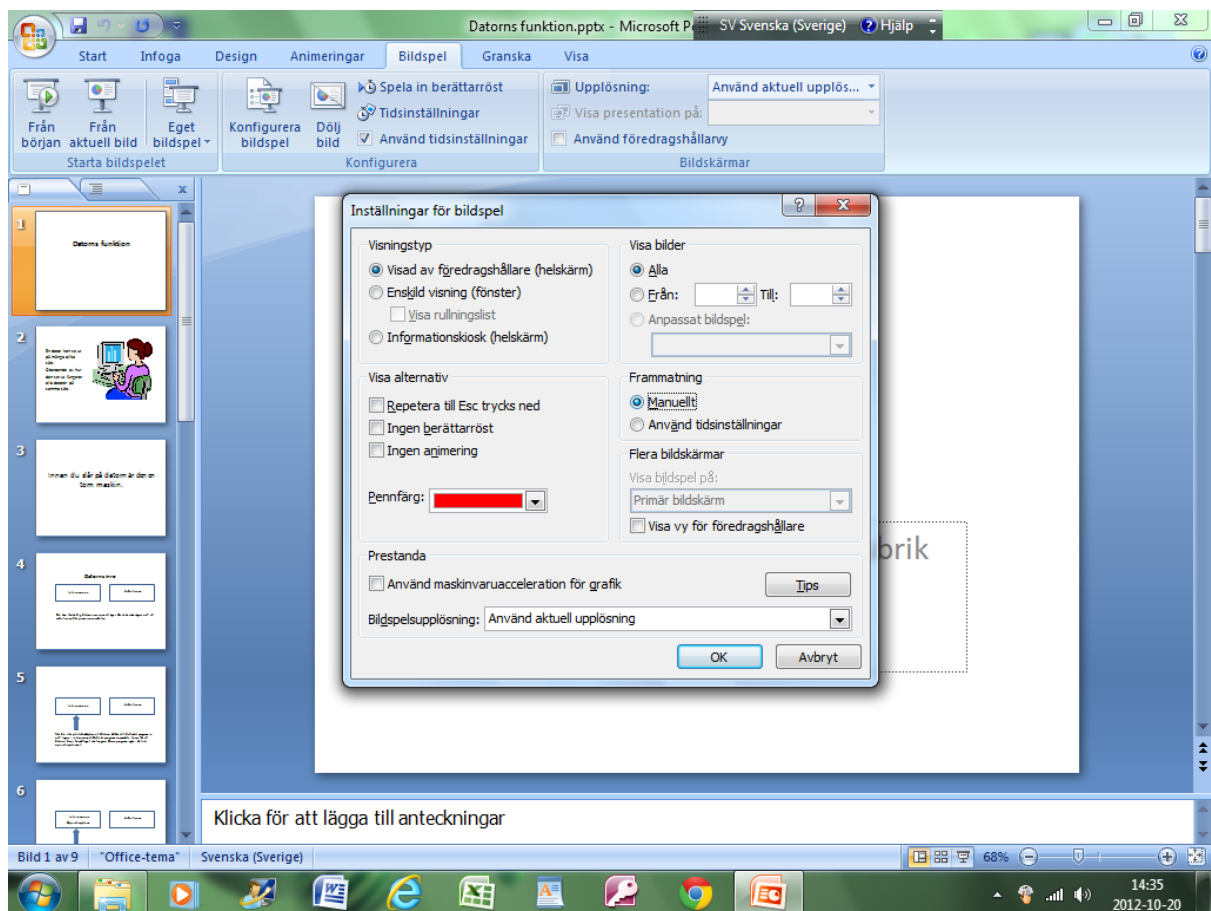 Datorns funktion.pptx - Microsoft P
SV Svenska (Sverige)
Hjälp
Start
Infoga
Design
Animeringar
Bildspel
Granska
Visa
Från början
Från aktuell bild
Eget bildspel
Starta bildspelet
Konfigurera bildspel
Dölj bild
Spela in berättarröst
Tidsinställningar
Använd tidsinställningar
Konfigurera
Upplösning:
Använd aktuell upplös...
Visa presentation på:
Använd föredragshållarvy
Bildskärmar
1
Datorns funktion
2
3
Innan du slår på datorn är den en
tom maskin.
4
5
6
Inställningar för bildspel
Visningstyp
Visad av föredragshållare (helskärm)
Enskild visning (fönster)
Visa rullningslist
Informationskiosk (helskärm)
Visa bilder
Alla
Från:
Till:
Anpassat bildspel:
Visa alternativ
Repetera till Esc trycks ned
Ingen berättarröst
Ingen animering
Pennfärg:
Frammatning
Manuellt
Använd tidsinställningar
Flera bildskärmar
Visa bildspel på:
Primär bildskärm
Visa vy för föredragshållare
Prestanda
Använd maskinvaruacceleration för grafik
Tips
Bildspelsupplösning:
Använd aktuell upplösning
OK
Avbryt
brik
Klicka för att lägga till anteckningar
Bild 1 av 9
"Office-tema"
Svenska (Sverige)
68%
14:35
2012-10-20